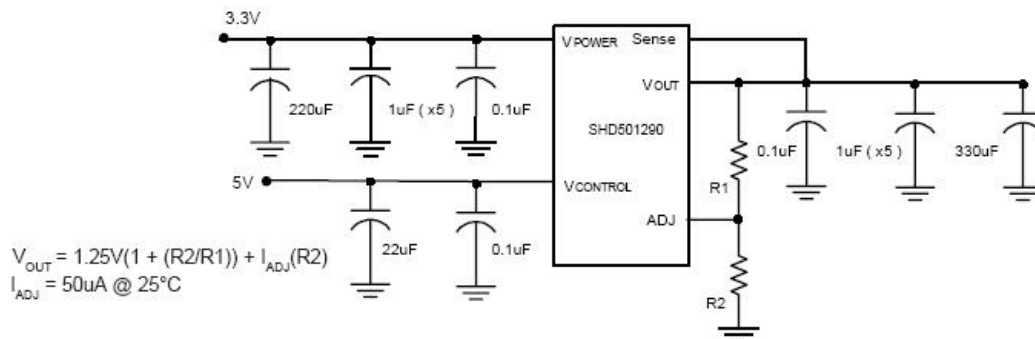 3.3V
VPOWER Sense
220uF 1uF ( x5) 0.1uF
VOUT
SHD501290
0.1uF 1uF (x5) 330uF
R1
5V
VCONTROL
ADJ
22uF 0.1uF
R2
VOUT = 1.25V(1 + (R2/R1)) + IADJ(R2)
IADJ = 50uA @ 25°C